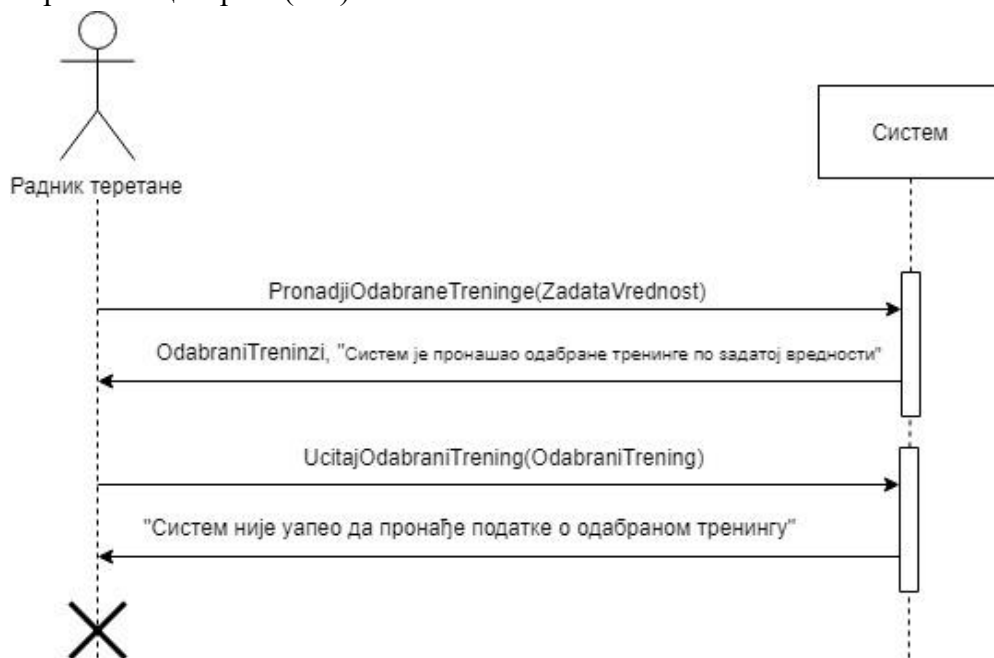 Систем
Радник теретане
PronadjiOdabraneTreninge(ZadataVrednost)
OdabraniTreninzi, "Систем је пронашао одабране тренинге по задатој вредности"
UcitajOdabraniTrening(OdabraniTrening)
"Систем није уапео да пронађе податке о одабраном тренингу"